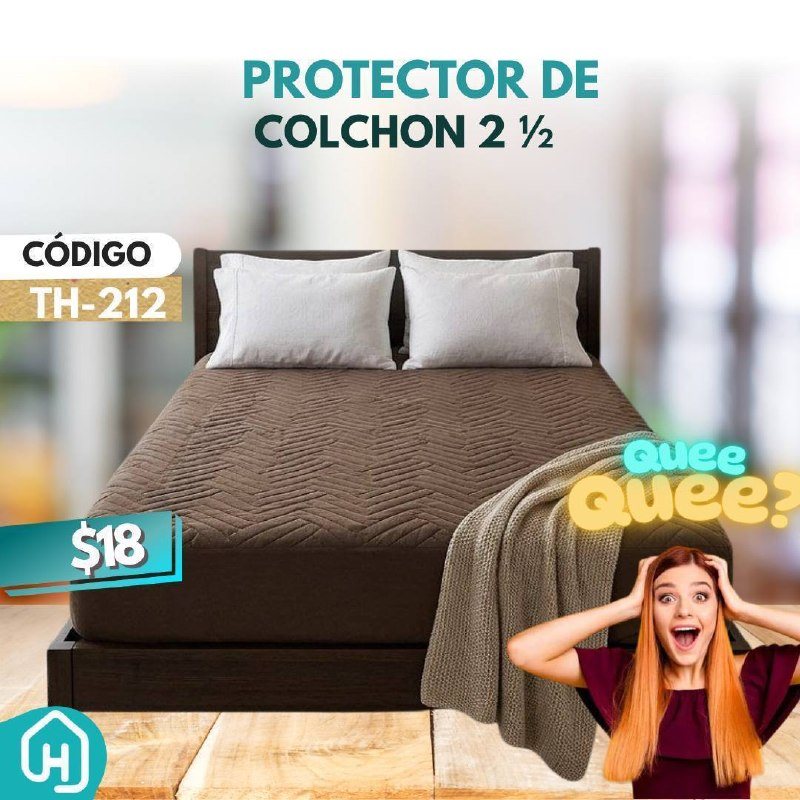 PROTECTOR DE
COLCHON 2 ½
CÓDIGO
TH-212
Quee
Quee?
$18